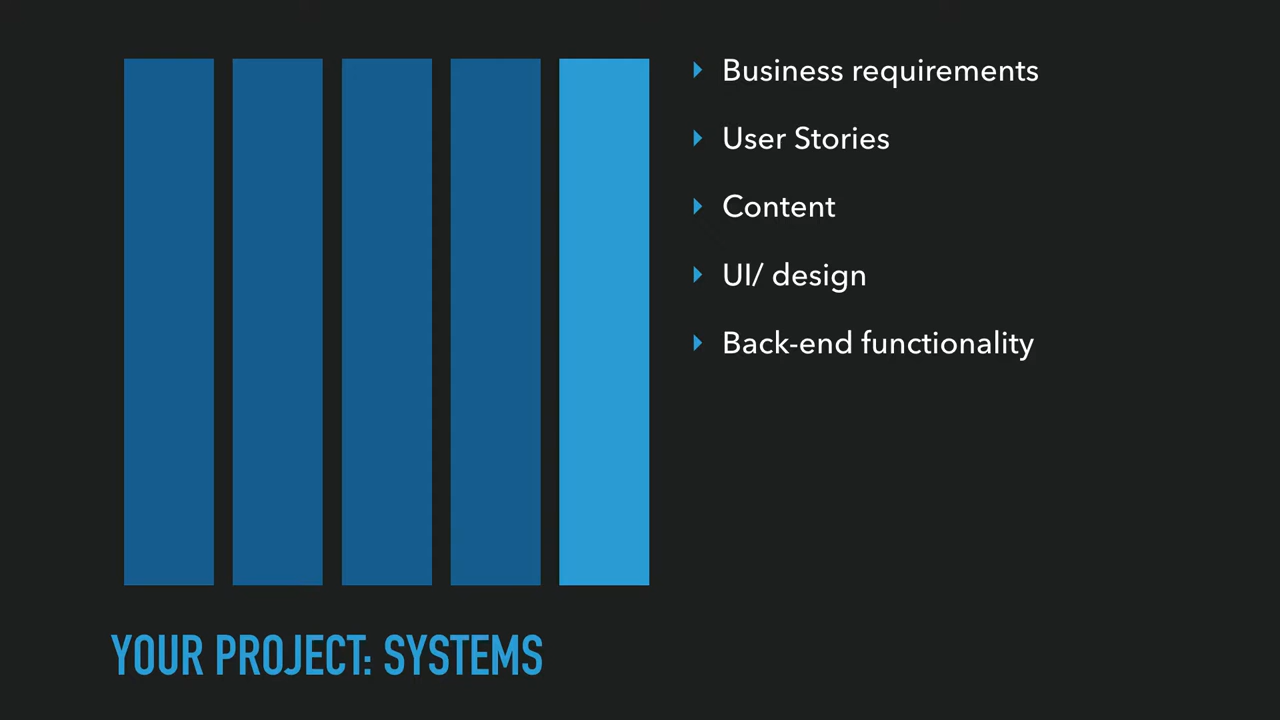 Business requirements
User Stories
Content
UI/ design
Back-end functionality
YOUR PROJECT: SYSTEMS